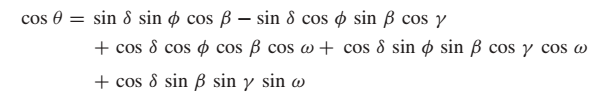 cos θ = sin δ sin ϕ cos β − sin δ cos ϕ sin β cos γ
+ cos δ cos ϕ cos β cos ω + cos δ sin ϕ sin β cos γ cos ω
+ cos δ sin β sin γ sin ω